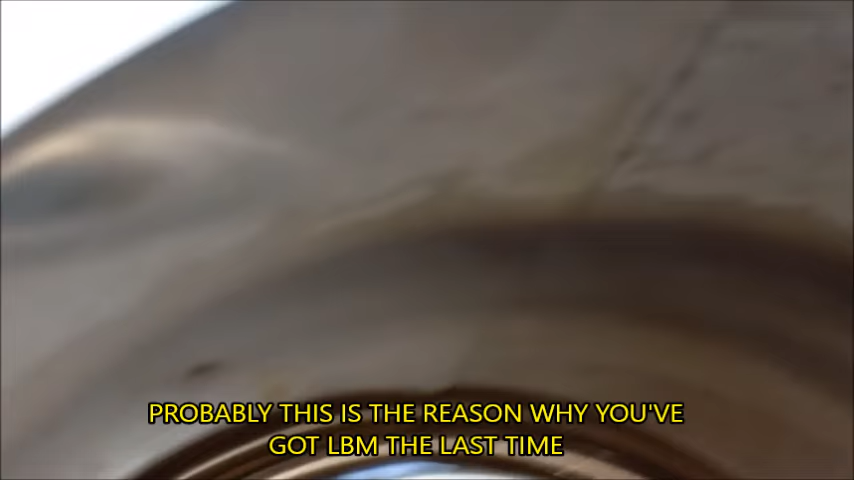 PROBABLY THIS IS THE REASON WHY YOU'VE
GOT LBM THE LAST TIME